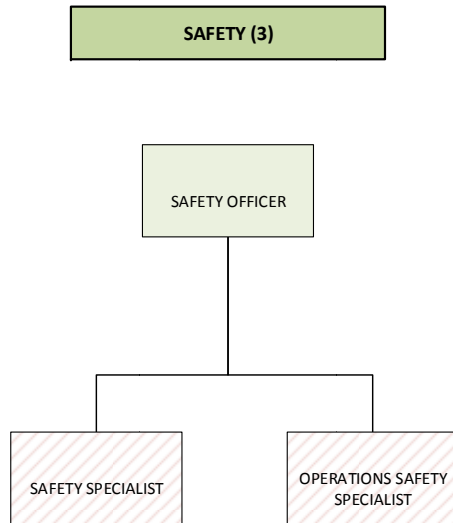 SAFETY (3)
SAFETY OFFICER
SAFETY SPECIALIST
OPERATIONS SAFETY
SPECIALIST